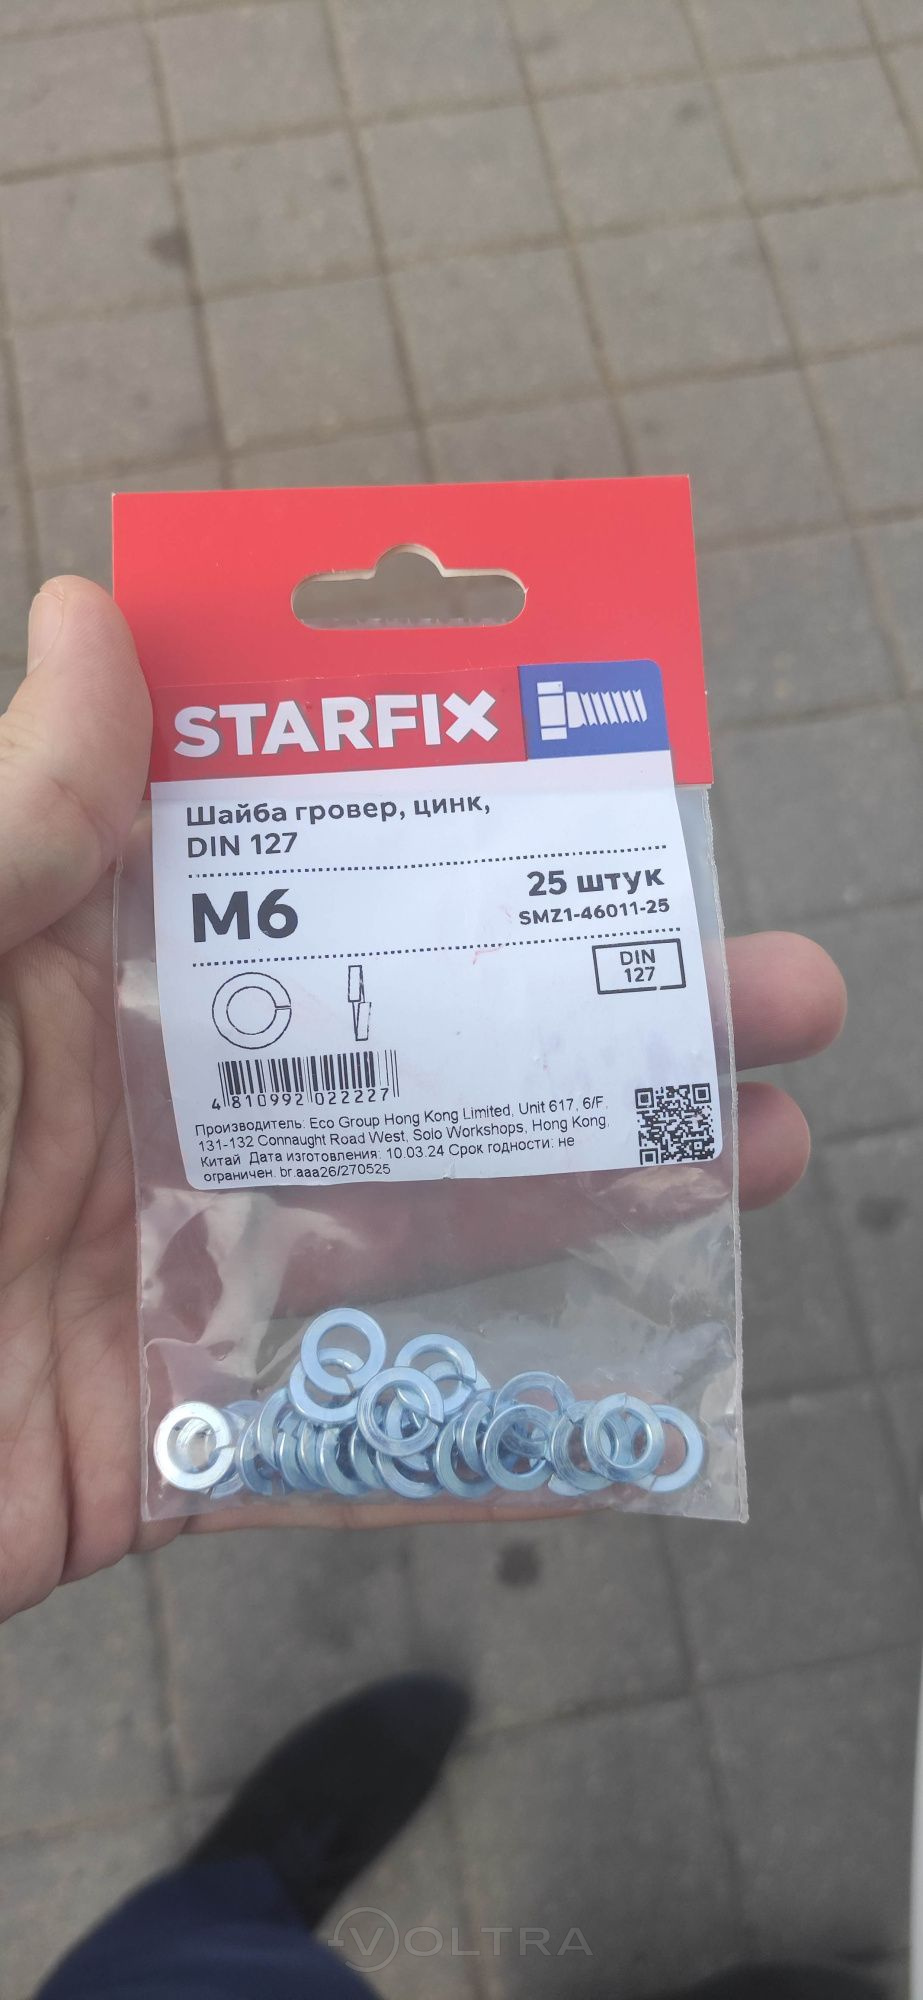 STARFIX
Шайба гровер, цинк,
DIN 127
М6
25 штук
SMZ1-46011-25
DIN
127
4 810992 022227
Производитель: Eco Group Hong Kong Limited, Unit 617, 6/F,
131-132 Connaught Road West, Solo Workshops, Hong Kong,
Китай Дата изготовления: 10.03.24 Срок годности: не
ограничен. br.aaa26/270525
VOLTRA